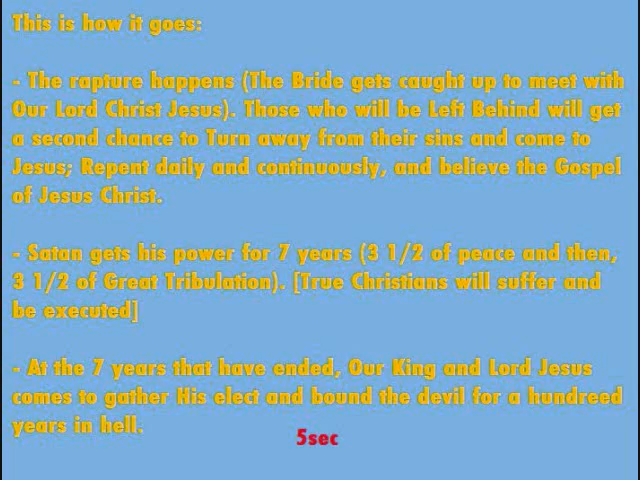 This is how it goes:
- The rapture happens (The Bride gets caught up to meet with
Our Lord Christ Jesus). Those who will be Left Behind will get
a second chance to Turn away from their sins and come to
Jesus; Repent daily and continuously, and believe the Gospel
of Jesus Christ.
- Satan gets his power for 7 years (3 1/2 of peace and then,
3 1/2 of Great Tribulation). [True Christians will suffer and
be executed]
- At the 7 years that have ended, Our King and Lord Jesus
comes to gather His elect and bound the devil for a hundreed
years in hell.
5sec